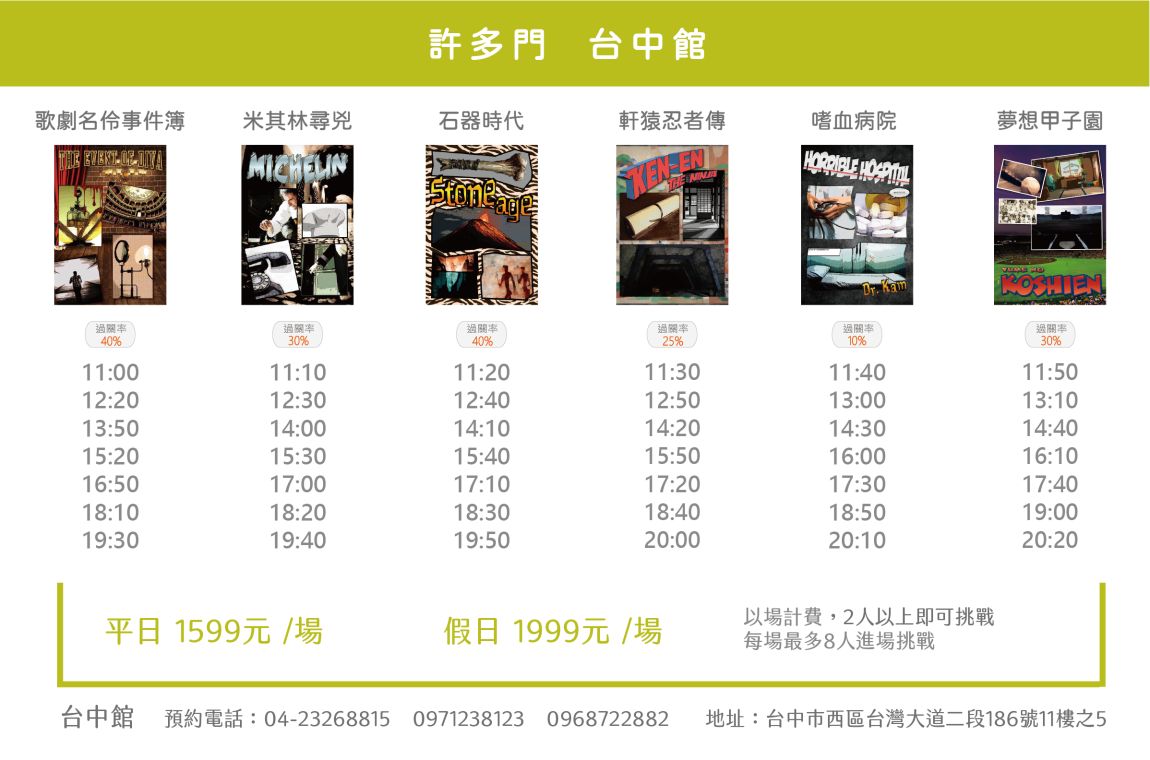 許多門 台中館
歌劇名伶事件簿 米其林尋兇 石器時代 軒猿忍者傳 嗜血病院 夢想甲子園
THE EVENT OF DIVA
MICHELIN
Stoneage
KEN-EN
THE NINJA
HORRIBLE HOSPITAL
Dr. Kain
YUME NO
KOSHIEN
過關率 過關率 過關率 過關率 過關率 過關率
40% 30% 40% 25% 10% 30%
11:00 11:10 11:20 11:30 11:40 11:50
12:20 12:30 12:40 12:50 13:00 13:10
13:50 14:00 14:10 14:20 14:30 14:40
15:20 15:30 15:40 15:50 16:00 16:10
16:50 17:00 17:10 17:20 17:30 17:40
18:10 18:20 18:30 18:40 18:50 19:00
19:30 19:40 19:50 20:00 20:10 20:20
平日 1599元 /場 假日 1999元 /場
以場計費，2人以上即可挑戰
每場最多8人進場挑戰
台中館 預約電話：04-23268815 0971238123 0968722882 地址：台中市西區台灣大道二段186號11樓之5